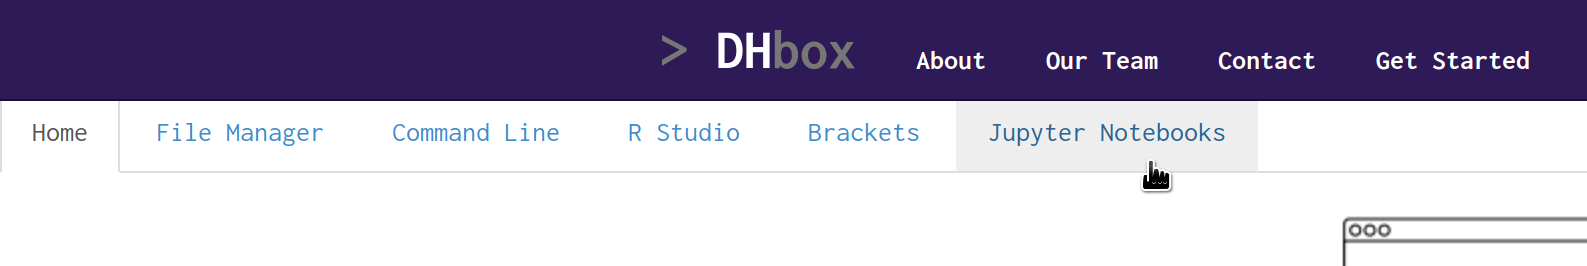 > DHbox About Our Team Contact Get Started
Home File Manager Command Line R Studio Brackets Jupyter Notebooks